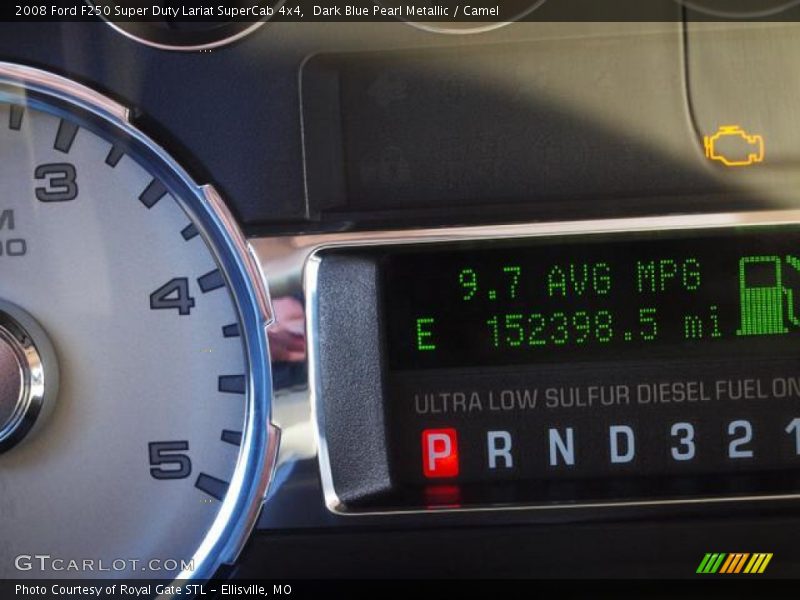 2008 Ford F250 Super Duty Lariat SuperCab 4x4,  Dark Blue Pearl Metallic / Camel
3
4
5
9.7 AVG MPG
E 152398.5 mi
ULTRA LOW SULFUR DIESEL FUEL ON
P R N D 3 2 1
GTCARLOT.COM
Photo Courtesy of Royal Gate STL - Ellisville, MO